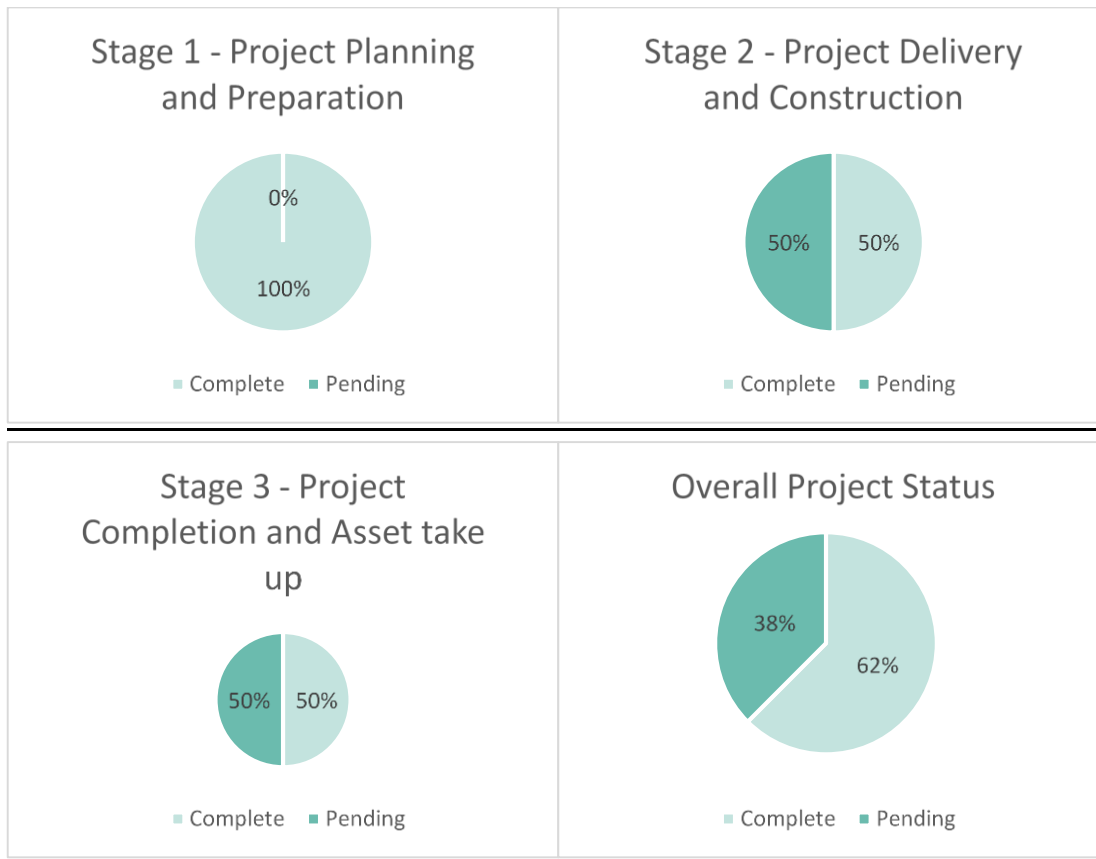 Stage 1 - Project Planning
and Preparation
0%
100%
Complete Pending
Stage 2 - Project Delivery
and Construction
50% 50%
Complete Pending
Stage 3 - Project
Completion and Asset take
up
50% 50%
Complete Pending
Overall Project Status
38%
62%
Complete Pending